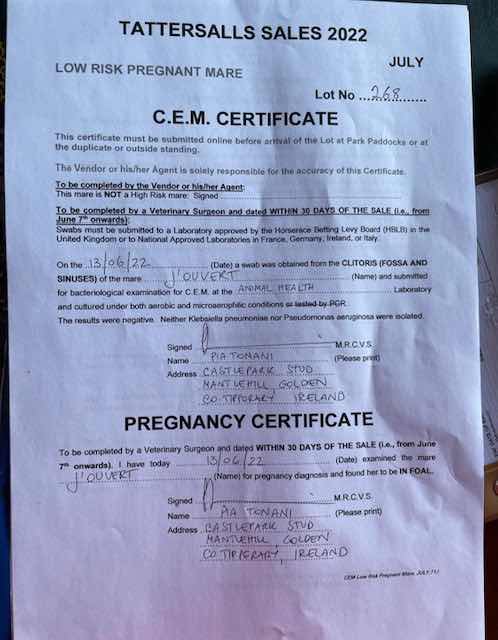 TATTERSALLS SALES 2022
JULY
LOW RISK PREGNANT MARE
Lot No ...268.......
C.E.M. CERTIFICATE
This certificate must be submitted online before arrival of the Lot at Park Paddocks or at
the duplicate or outside standing.
The Vendor or his/her Agent is solely responsible for the accuracy of this Certificate.
To be completed by the Vendor or his/her Agent:
This mare is NOT a High Risk mare: Signed
To be completed by a Veterinary Surgeon and dated WITHIN 30 DAYS OF THE SALE (i.e., from
June 7th onwards):
Swabs must be submitted to a Laboratory approved by the Horserace Betting Levy Board (HBLB) in the
United Kingdom or to National Approved Laboratories in France, Germany, Ireland, or Italy.
On the 13/06/22 (Date) a swab was obtained from the CLITORIS (FOSSA AND
SINUSES) of the mare J'OUVERT (Name) and submitted
for bacteriological examination for C.E.M. at the ANIMAL HEALTH Laboratory
and cultured under both aerobic and microaerophilic conditions or tested by PCR.
The results were negative. Neither Klebsiella pneumoniae nor Pseudomonas aeruginosa were isolated.
Signed M.R.C.V.S.
Name PIA TOMANI (Please print)
Address CASTLEPARK STUD
MANTLEHILL GOLDEN
CO. TIPPERARY IRELAND
PREGNANCY CERTIFICATE
To be completed by a Veterinary Surgeon and dated WITHIN 30 DAYS OF THE SALE (i.e., from June
7th onwards), I have today 13/06/22 (Date) examined the mare
J'OUVERT (Name) for pregnancy diagnosis and found her to be IN FOAL.
Signed M.R.C.V.S.
Name PIA TOMANI (Please print)
Address CASTLEPARK STUD
MANTLEHILL, GOLDEN
CO. TIPPERARY, IRELAND
CEM Low Risk Pregnant Mare, JULY